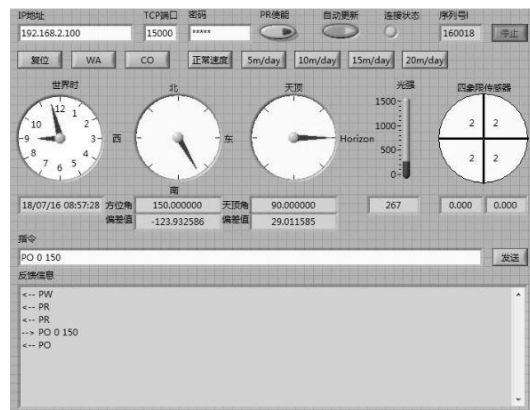 IP地址 TCP端口 密码 PR使能 自动更新 连接状态 序列号I
192.168.2.100 15000 ***** 160018 停止
复位 WA CO 正常速度 5m/day 10m/day 15m/day 20m/day
世界时 北 天顶 光强 四象限传感器
12 1 2 3 4 5 6 7 8 9 10
西 东 南
Horizon
1500
1000
500
0
2 2
2 2
18/07/16 08:57:28 方位角 150.000000 天顶角 90.000000 267 0.000 0.000
偏差值 -123.932586 偏差值 29.011585
指令
PO 0 150 发送
反馈信息
<-- PW
<-- PR
<-- PR
--> PO 0 150
<-- PO